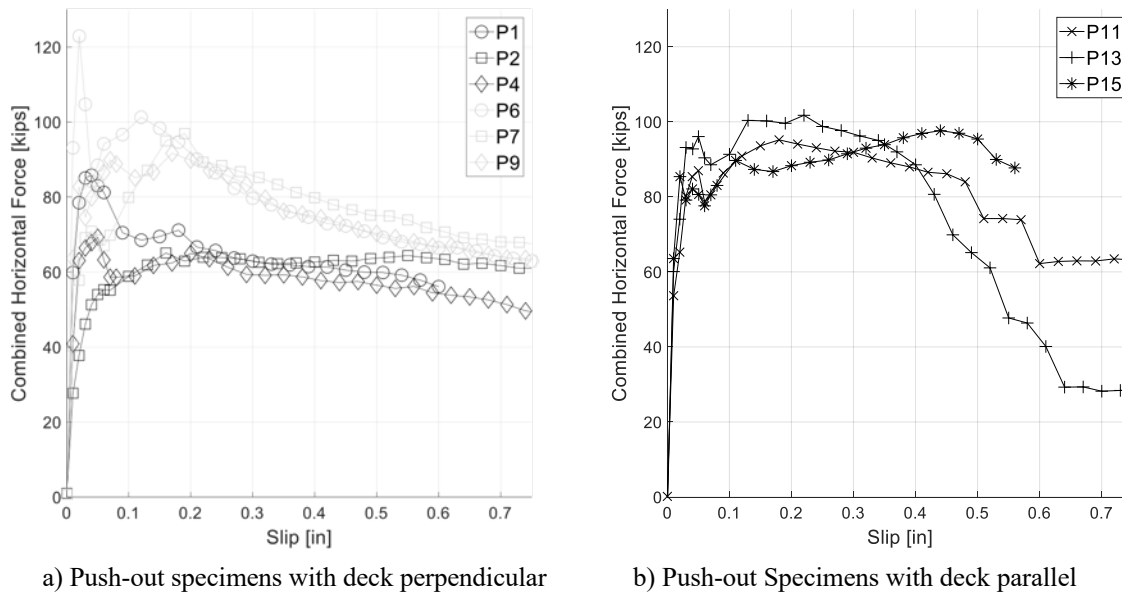 120
100
80
60
40
20
0
Combined Horizontal Force [kips]
0 0.1 0.2 0.3 0.4 0.5 0.6 0.7
Slip [in]
P1
P2
P4
P6
P7
P9
a) Push-out specimens with deck perpendicular
120
100
80
60
40
20
0
Combined Horizontal Force [kips]
0 0.1 0.2 0.3 0.4 0.5 0.6 0.7
Slip [in]
P11
P13
P15
b) Push-out Specimens with deck parallel